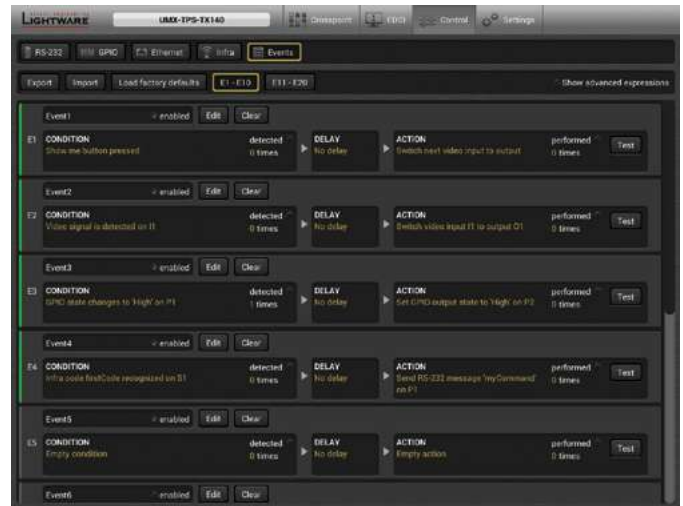 LIGHTWARE UMX-TPS-TX140 Crosspoint EDID Control Settings
RS-232 GPIO Ethernet Infra Events
Export Import Load factory defaults E1 - E10 E11 - E20 Show advanced expressions
Event1 enabled Edit Clear
E1 CONDITION detected DELAY ACTION performed Test
Show me button pressed 0 times No delay Switch next video input to output 0 times
Event2 enabled Edit Clear
E2 CONDITION detected DELAY ACTION performed Test
Video signal is detected on I1 0 times No delay Switch video input I1 to output O1 0 times
Event3 enabled Edit Clear
E3 CONDITION detected DELAY ACTION performed Test
GPIO state changes to 'High' on P1 1 times No delay Set GPIO output state to 'High' on P2 0 times
Event4 enabled Edit Clear
E4 CONDITION detected DELAY ACTION performed Test
Infra code firstCode recognized on S1 0 times No delay Send RS-232 message 'myCommand' 0 times
on P1
Event5 enabled Edit Clear
E5 CONDITION detected DELAY ACTION performed Test
Empty condition 0 times No delay Empty action 0 times
Event6 enabled Edit Clear